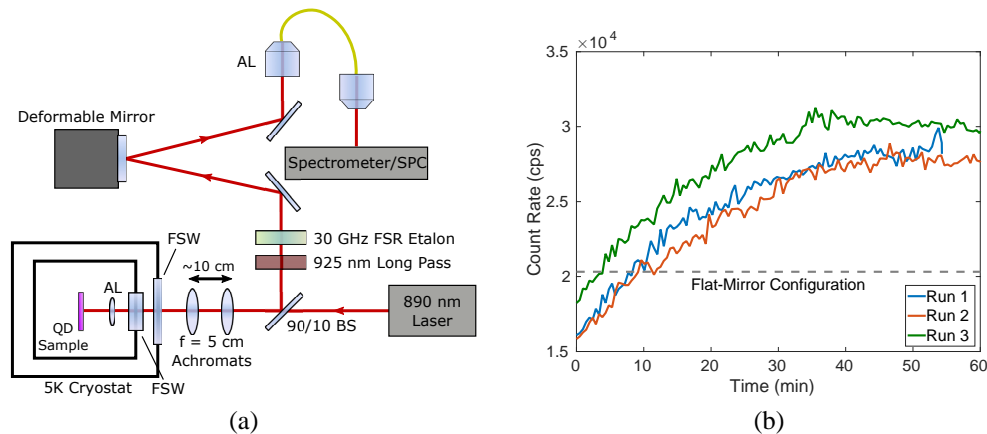 AL
Deformable Mirror
Spectrometer/SPC
30 GHz FSR Etalon
925 nm Long Pass
FSW
~10 cm
AL
QD
Sample
890 nm
Laser
90/10 BS
f = 5 cm
Achromats
5K Cryostat
FSW
(a)
×10⁴
3.5
3
2.5
2
1.5
Count Rate (cps)
Flat-Mirror Configuration
Run 1
Run 2
Run 3
0
10
20
30
40
50
60
Time (min)
(b)